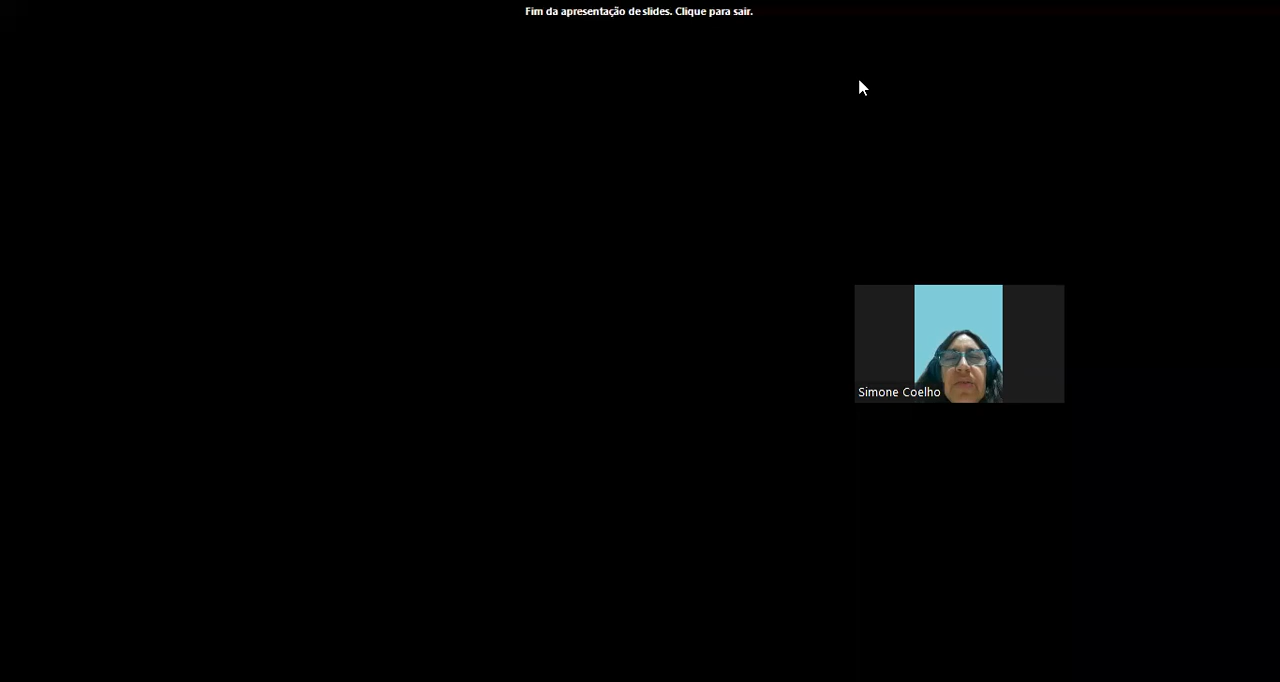 Fim da apresentação de slides. Clique para sair.
Simone Coelho